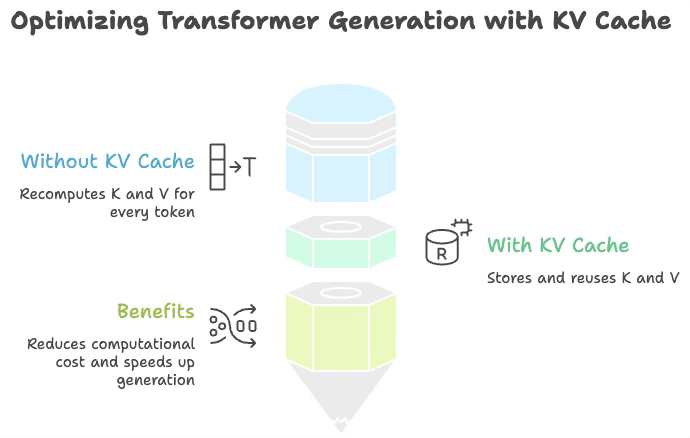 Optimizing Transformer Generation with KV Cache
Without KV Cache
T
Recomputes K and V for
every token
R
With KV Cache
Stores and reuses K and V
Benefits
Reduces computational
cost and speeds up
generation